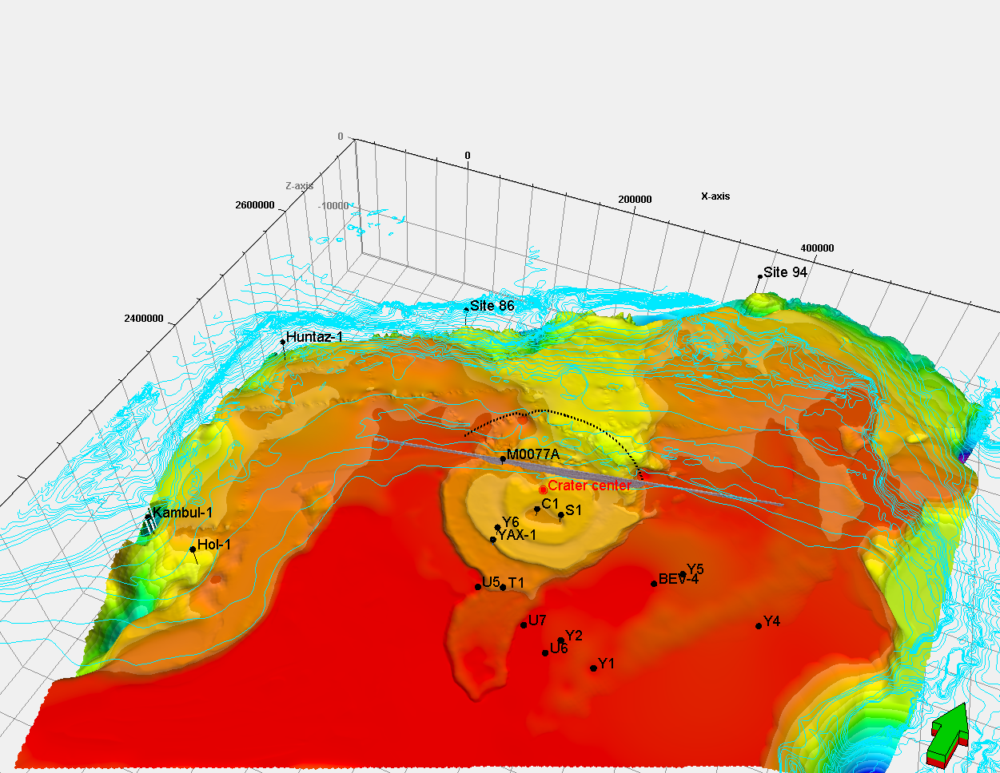 0
0
Z-axis
X-axis
200000
2600000
-10000
400000
Site 94
Site 86
2400000
Huntaz-1
M0077A
Crater center
C1
S1
Kambul-1
Y6
YAX-1
Hol-1
Y5
BEV-4
U5
T1
U7
Y4
Y2
U6
Y1